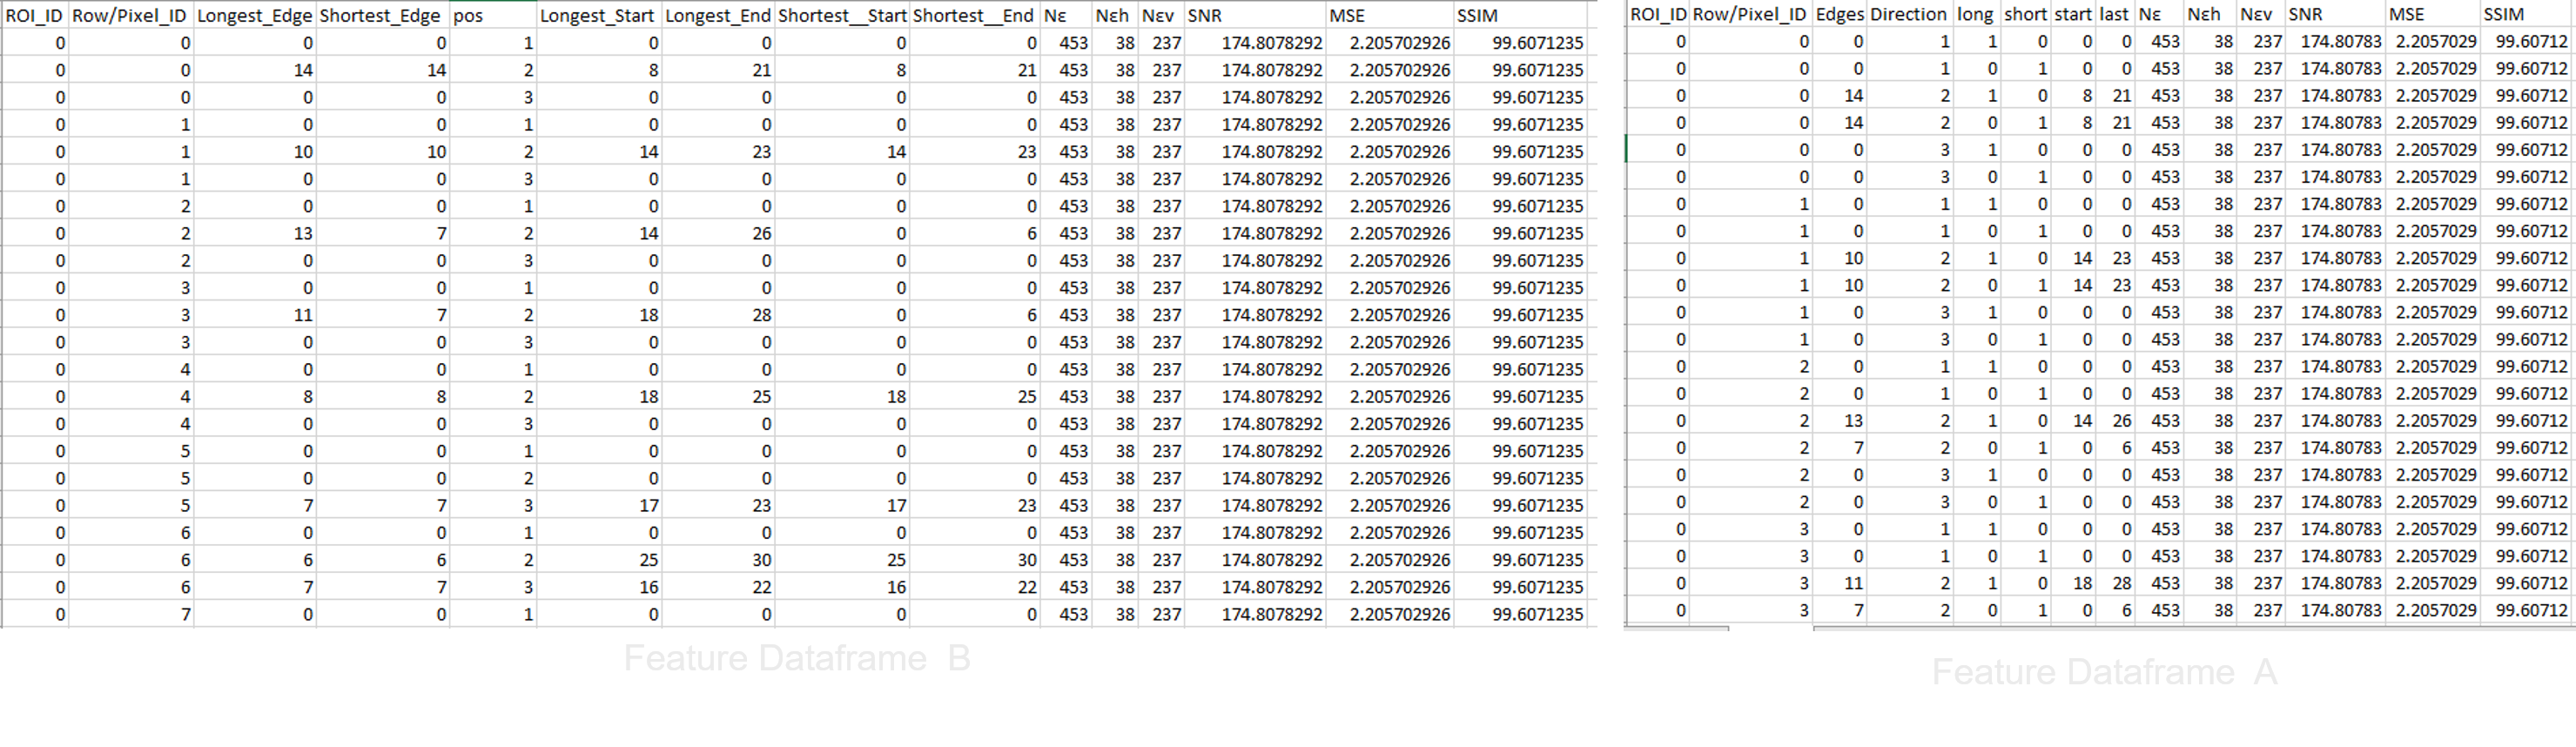 ROI_ID Row/Pixel_ID Longest_Edge Shortest_Edge pos Longest_Start Longest_End Shortest__Start Shortest__End Nε Nεh Nεv SNR MSE SSIM
0 0 0 0 1 0 0 0 0 453 38 237 174.8078292 2.205702926 99.6071235
0 0 14 14 2 8 21 8 21 453 38 237 174.8078292 2.205702926 99.6071235
0 0 0 0 3 0 0 0 0 453 38 237 174.8078292 2.205702926 99.6071235
0 1 0 0 1 0 0 0 0 453 38 237 174.8078292 2.205702926 99.6071235
0 1 10 10 2 14 23 14 23 453 38 237 174.8078292 2.205702926 99.6071235
0 1 0 0 3 0 0 0 0 453 38 237 174.8078292 2.205702926 99.6071235
0 2 0 0 1 0 0 0 0 453 38 237 174.8078292 2.205702926 99.6071235
0 2 13 7 2 14 26 0 6 453 38 237 174.8078292 2.205702926 99.6071235
0 2 0 0 3 0 0 0 0 453 38 237 174.8078292 2.205702926 99.6071235
0 3 0 0 1 0 0 0 0 453 38 237 174.8078292 2.205702926 99.6071235
0 3 11 7 2 18 28 0 6 453 38 237 174.8078292 2.205702926 99.6071235
0 3 0 0 3 0 0 0 0 453 38 237 174.8078292 2.205702926 99.6071235
0 4 0 0 1 0 0 0 0 453 38 237 174.8078292 2.205702926 99.6071235
0 4 8 8 2 18 25 18 25 453 38 237 174.8078292 2.205702926 99.6071235
0 4 0 0 3 0 0 0 0 453 38 237 174.8078292 2.205702926 99.6071235
0 5 0 0 1 0 0 0 0 453 38 237 174.8078292 2.205702926 99.6071235
0 5 0 0 2 0 0 0 0 453 38 237 174.8078292 2.205702926 99.6071235
0 5 7 7 3 17 23 17 23 453 38 237 174.8078292 2.205702926 99.6071235
0 6 0 0 1 0 0 0 0 453 38 237 174.8078292 2.205702926 99.6071235
0 6 6 6 2 25 30 25 30 453 38 237 174.8078292 2.205702926 99.6071235
0 6 7 7 3 16 22 16 22 453 38 237 174.8078292 2.205702926 99.6071235
0 7 0 0 1 0 0 0 0 453 38 237 174.8078292 2.205702926 99.6071235
Feature Dataframe B
ROI_ID Row/Pixel_ID Edges Direction long short start last Nε Nεh Nεv SNR MSE SSIM
0 0 0 1 1 0 0 0 453 38 237 174.80783 2.2057029 99.60712
0 0 0 1 0 1 0 0 453 38 237 174.80783 2.2057029 99.60712
0 0 14 2 1 0 8 21 453 38 237 174.80783 2.2057029 99.60712
0 0 14 2 0 1 8 21 453 38 237 174.80783 2.2057029 99.60712
0 0 0 3 1 0 0 0 453 38 237 174.80783 2.2057029 99.60712
0 0 0 3 0 1 0 0 453 38 237 174.80783 2.2057029 99.60712
0 1 0 1 1 0 0 0 453 38 237 174.80783 2.2057029 99.60712
0 1 0 1 0 1 0 0 453 38 237 174.80783 2.2057029 99.60712
0 1 10 2 1 0 14 23 453 38 237 174.80783 2.2057029 99.60712
0 1 10 2 0 1 14 23 453 38 237 174.80783 2.2057029 99.60712
0 1 0 3 1 0 0 0 453 38 237 174.80783 2.2057029 99.60712
0 1 0 3 0 1 0 0 453 38 237 174.80783 2.2057029 99.60712
0 2 0 1 1 0 0 0 453 38 237 174.80783 2.2057029 99.60712
0 2 0 1 0 1 0 0 453 38 237 174.80783 2.2057029 99.60712
0 2 13 2 1 0 14 26 453 38 237 174.80783 2.2057029 99.60712
0 2 7 2 0 1 0 6 453 38 237 174.80783 2.2057029 99.60712
0 2 0 3 1 0 0 0 453 38 237 174.80783 2.2057029 99.60712
0 2 0 3 0 1 0 0 453 38 237 174.80783 2.2057029 99.60712
0 3 0 1 1 0 0 0 453 38 237 174.80783 2.2057029 99.60712
0 3 0 1 0 1 0 0 453 38 237 174.80783 2.2057029 99.60712
0 3 11 2 1 0 18 28 453 38 237 174.80783 2.2057029 99.60712
0 3 7 2 0 1 0 6 453 38 237 174.80783 2.2057029 99.60712
Feature Dataframe A